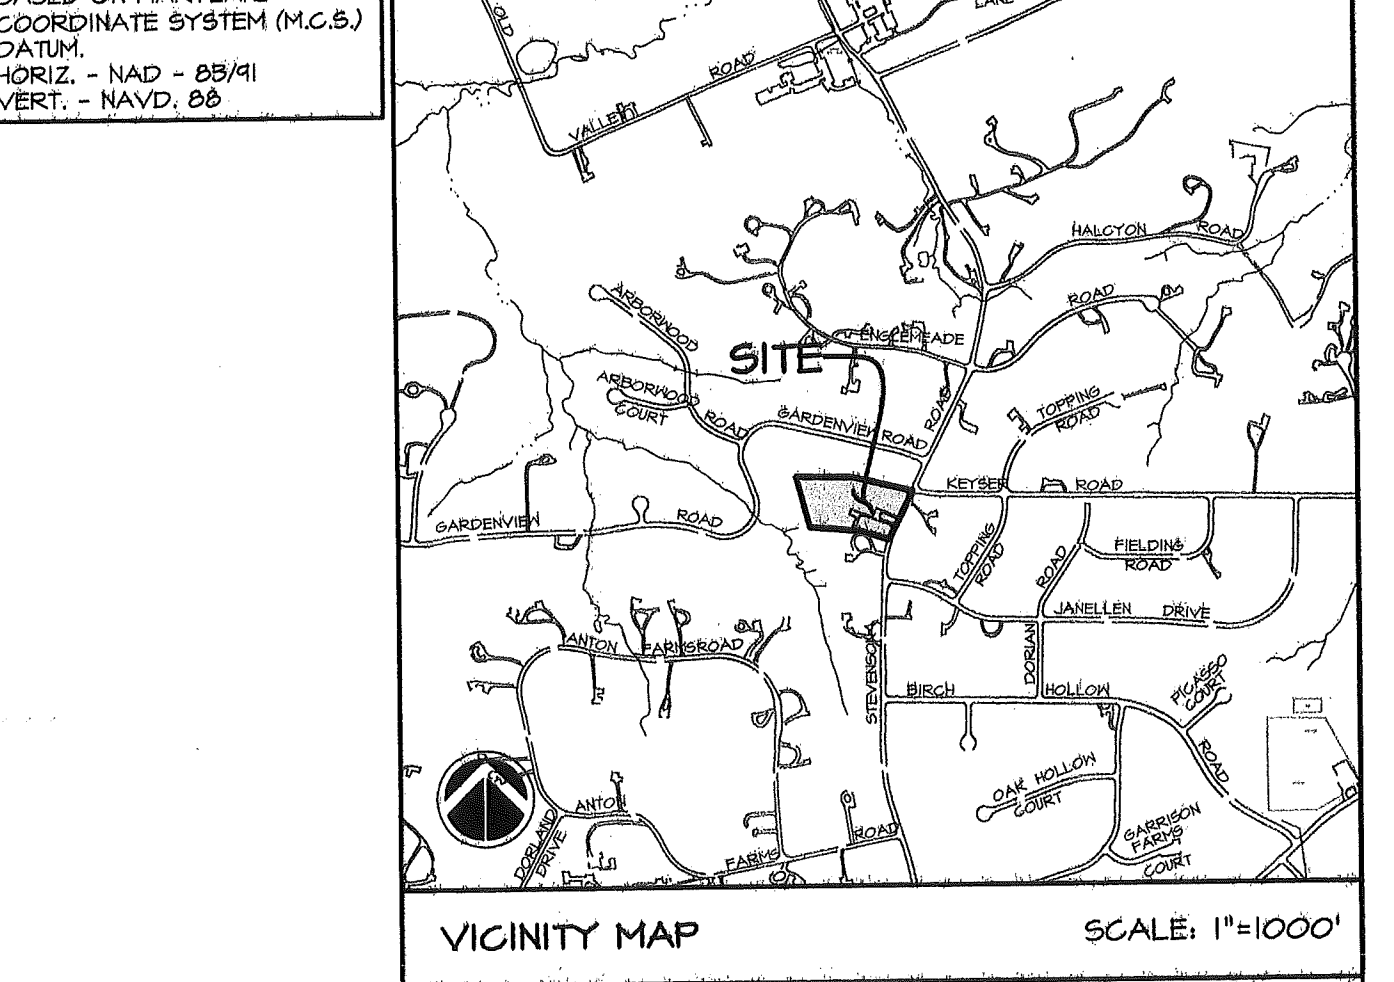 COORDINATE SYSTEM (M.C.S.)
DATUM.
HORIZ. - NAD - 83/91
VERT. - NAVD. 88
OLD
VALLEY ROAD
HALCYON ROAD
ROAD
ARBORWOOD
ENGLEMEADE
SITE
ARBORWOOD
COURT
ROAD
GARDENVIEW ROAD
ROAD
TOPPING
ROAD
KEYSER ROAD
GARDENVIEW ROAD
TOPPING
ROAD
ROAD
FIELDING
ROAD
JANELLEN DRIVE
ANTON FARMS ROAD
STEVENSON
DORIAN
BIRCH HOLLOW
PICASSO
COURT
ROAD
OAK HOLLOW
COURT
ANTON
DORLAND
DRIVE
GARRISON
FARMS
COURT
FARMS ROAD
VICINITY MAP
SCALE: 1"=1000'